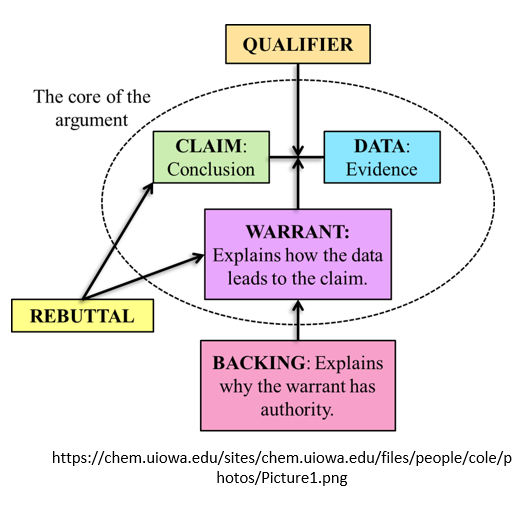 QUALIFIER
The core of the
argument
CLAIM:
Conclusion
DATA:
Evidence
WARRANT:
Explains how the data
leads to the claim.
REBUTTAL
BACKING: Explains
why the warrant has
authority.
https://chem.uiowa.edu/sites/chem.uiowa.edu/files/people/cole/p
hotos/Picture1.png